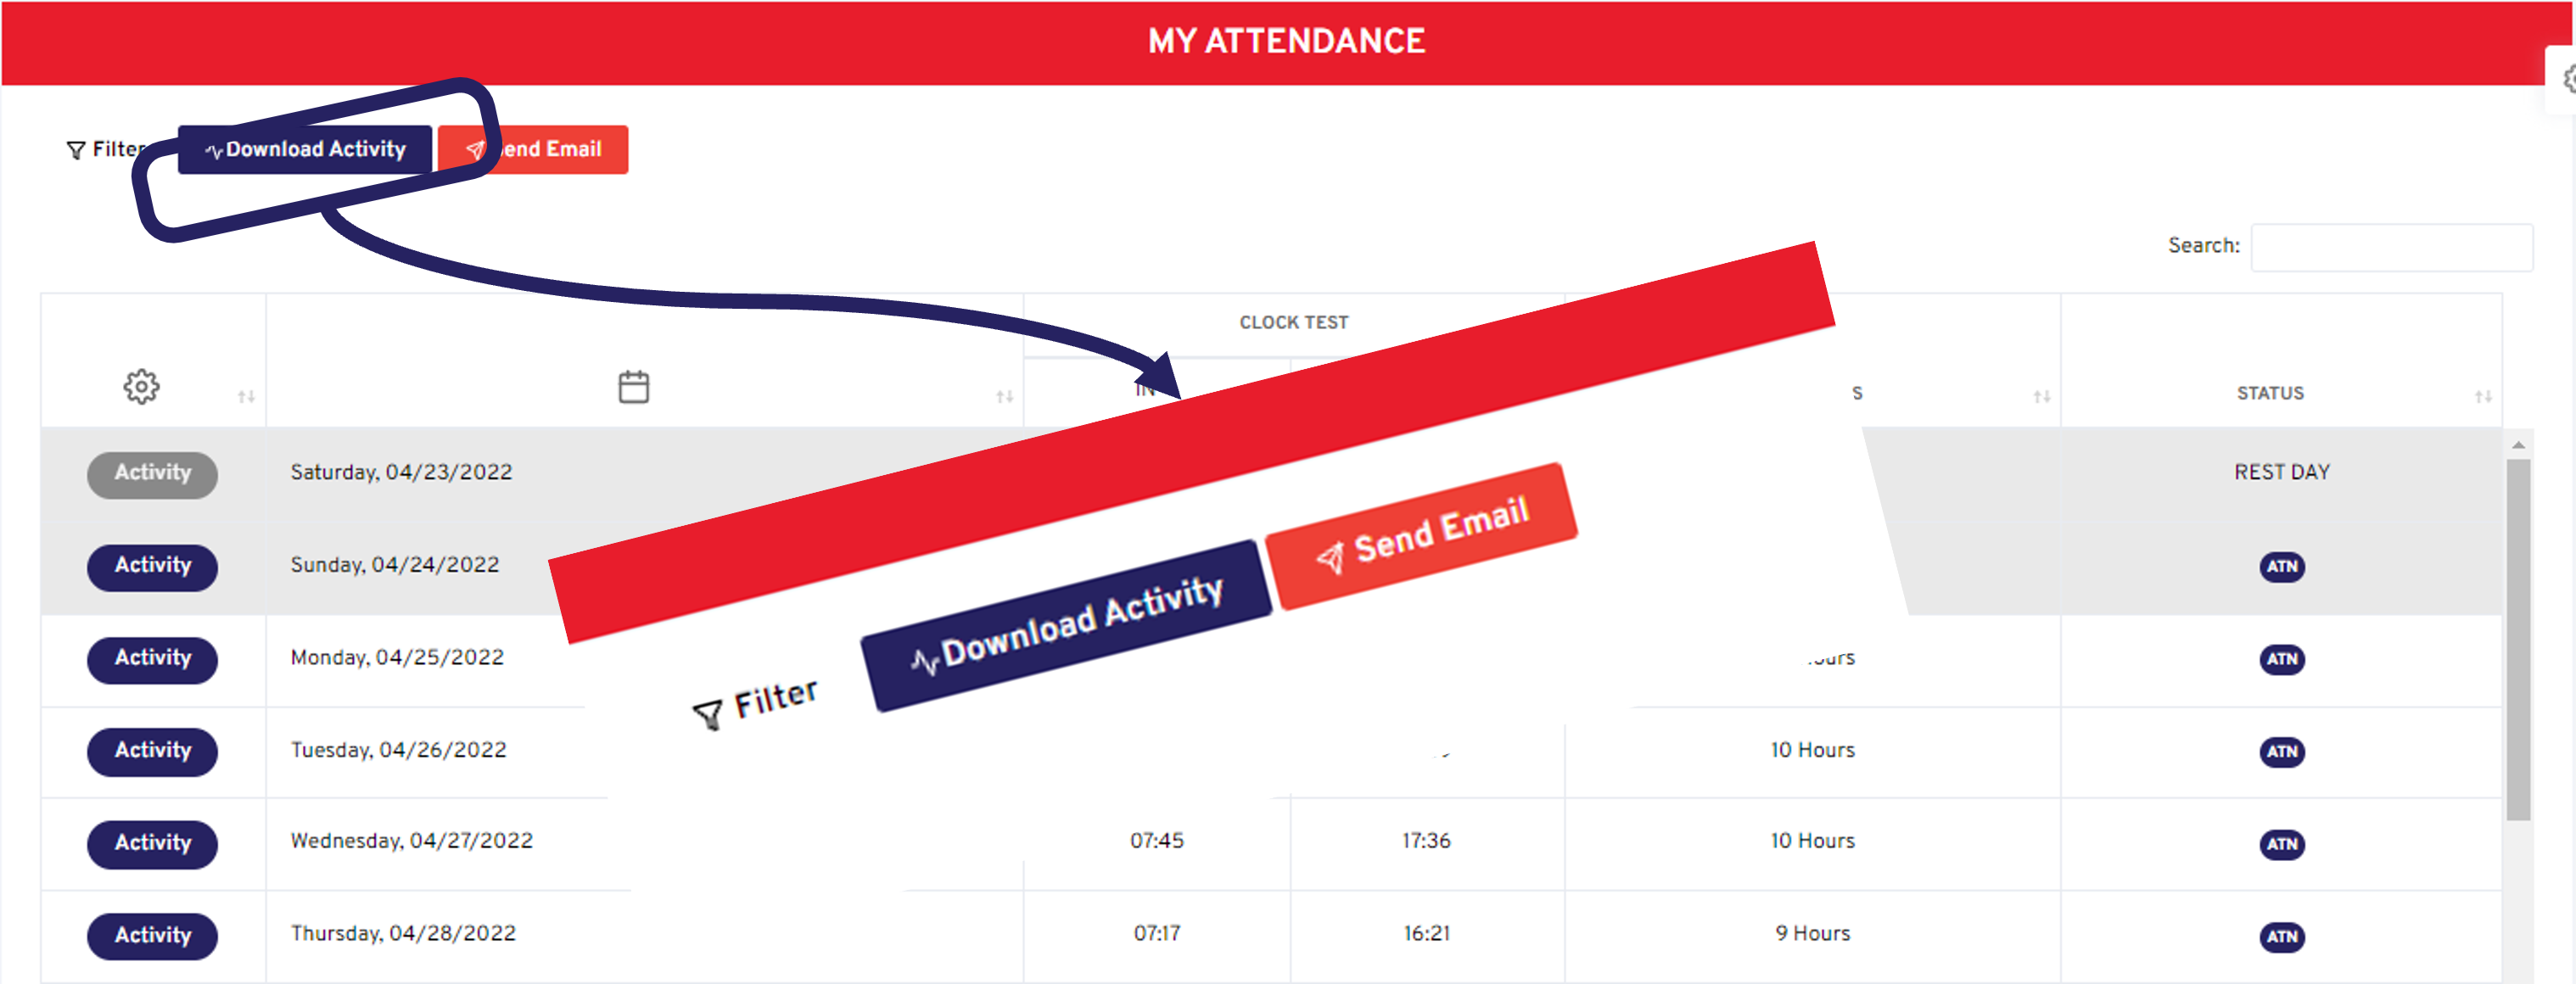 MY ATTENDANCE
Filter Download Activity Send Email
Search:
CLOCK TEST
IN
STATUS
Activity Saturday, 04/23/2022 REST DAY
Activity Sunday, 04/24/2022 ATN
Activity Monday, 04/25/2022 ATN
Activity Tuesday, 04/26/2022 10 Hours ATN
Activity Wednesday, 04/27/2022 07:45 17:36 10 Hours ATN
Activity Thursday, 04/28/2022 07:17 16:21 9 Hours ATN
Filter Download Activity Send Email